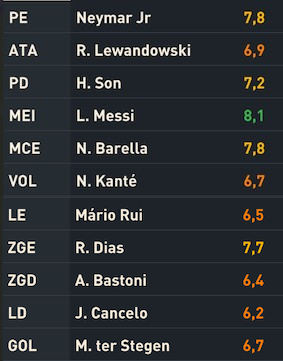 PE Neymar Jr 7,8
ATA R. Lewandowski 6,9
PD H. Son 7,2
MEI L. Messi 8,1
MCE N. Barella 7,8
VOL N. Kanté 6,7
LE Mário Rui 6,5
ZGE R. Dias 7,7
ZGD A. Bastoni 6,4
LD J. Cancelo 6,2
GOL M. ter Stegen 6,7